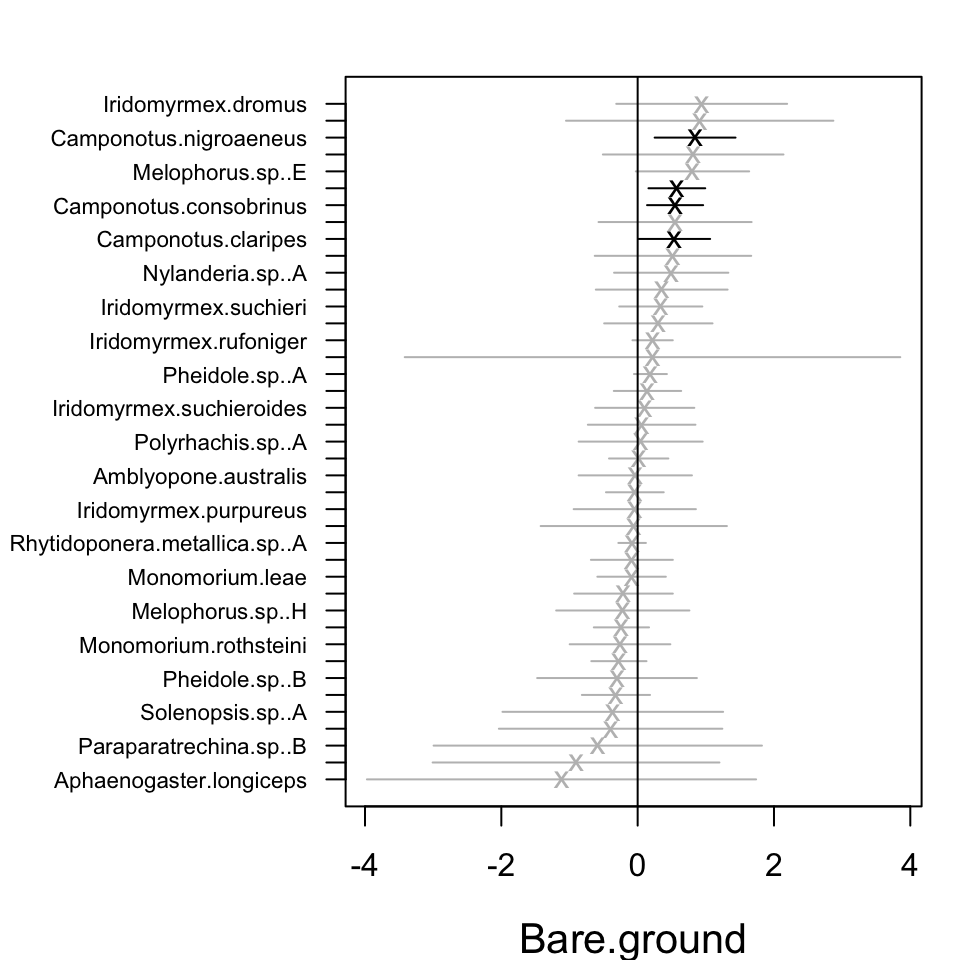 Iridomyrmex.dromus
Camponotus.nigroaeneus
Melophorus.sp..E
Camponotus.consobrinus
Camponotus.claripes
Nylanderia.sp..A
Iridomyrmex.suchieri
Iridomyrmex.rufoniger
Pheidole.sp..A
Iridomyrmex.suchieroides
Polyrhachis.sp..A
Amblyopone.australis
Iridomyrmex.purpureus
Rhytidoponera.metallica.sp..A
Monomorium.leae
Melophorus.sp..H
Monomorium.rothsteini
Pheidole.sp..B
Solenopsis.sp..A
Paraparatrechina.sp..B
Aphaenogaster.longiceps
-4 -2 0 2 4
Bare.ground